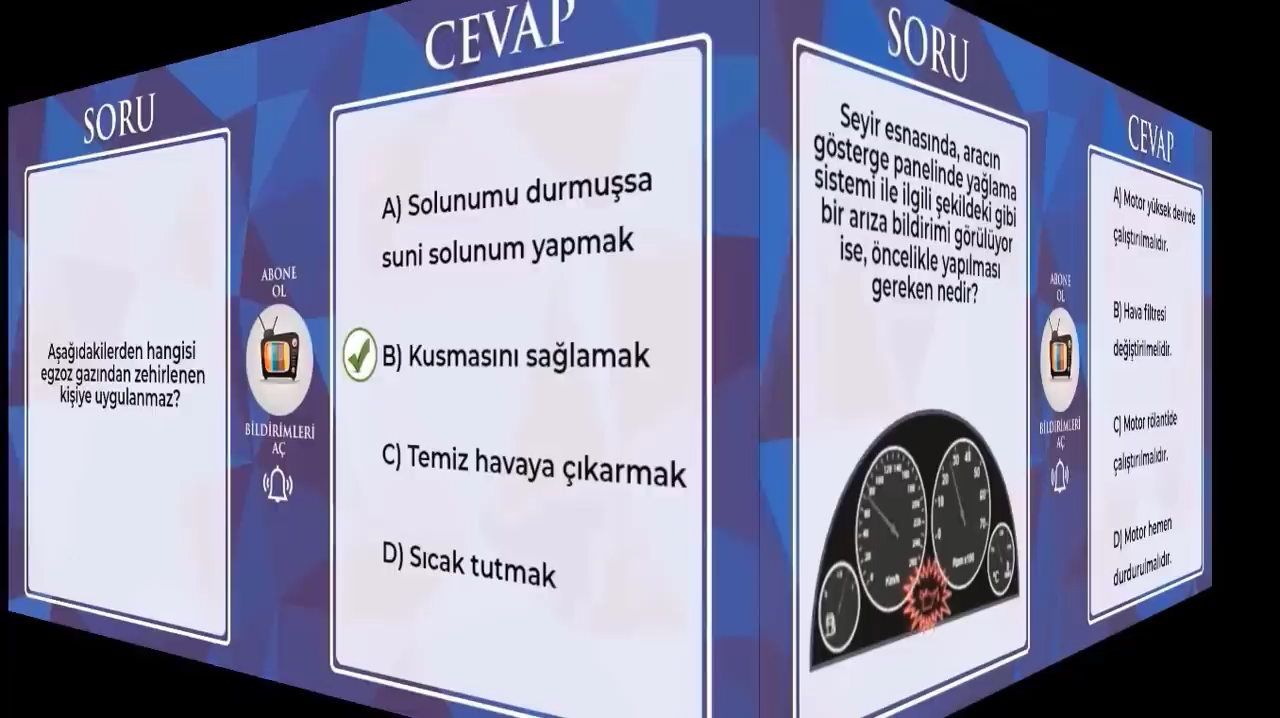 SORU
Aşağıdakilerden hangisi
egzoz gazından zehirlenen
kişiye uygulanmaz?
ABONE
OL
BİLDİRİMLERİ
AÇ
CEVAP
A) Solunumu durmuşsa
suni solunum yapmak
B) Kusmasını sağlamak
C) Temiz havaya çıkarmak
D) Sıcak tutmak
SORU
Seyir esnasında, aracın
gösterge panelinde yağlama
sistemi ile ilgili şekildeki gibi
bir arıza bildirimi görülüyor
ise, öncelikle yapılması
gereken nedir?
ABONE
OL
BİLDİRİMLERİ
AÇ
CEVAP
A) Motor yüksek devirde
çalıştırılmalıdır.
B) Hava filtresi
değiştirilmelidir.
C) Motor rölantide
çalıştırılmalıdır.
D) Motor hemen
durdurulmalıdır.